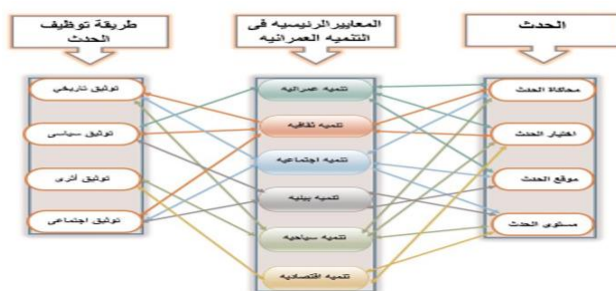 الحدث
المعايير الرئيسيه فى
التنميه العمرانيه
طريقة توظيف
الحدث
محاكاة الحدث
اختيار الحدث
موقع الحدث
مستوى الحدث
تنميه عمرانيه
تنميه ثقافيه
تنميه اجتماعيه
تنميه بيئيه
تنميه سياحيه
تنميه اقتصاديه
توثيق تاريخي
توثيق سياسى
توثيق أثرى
توثيق اجتماعى